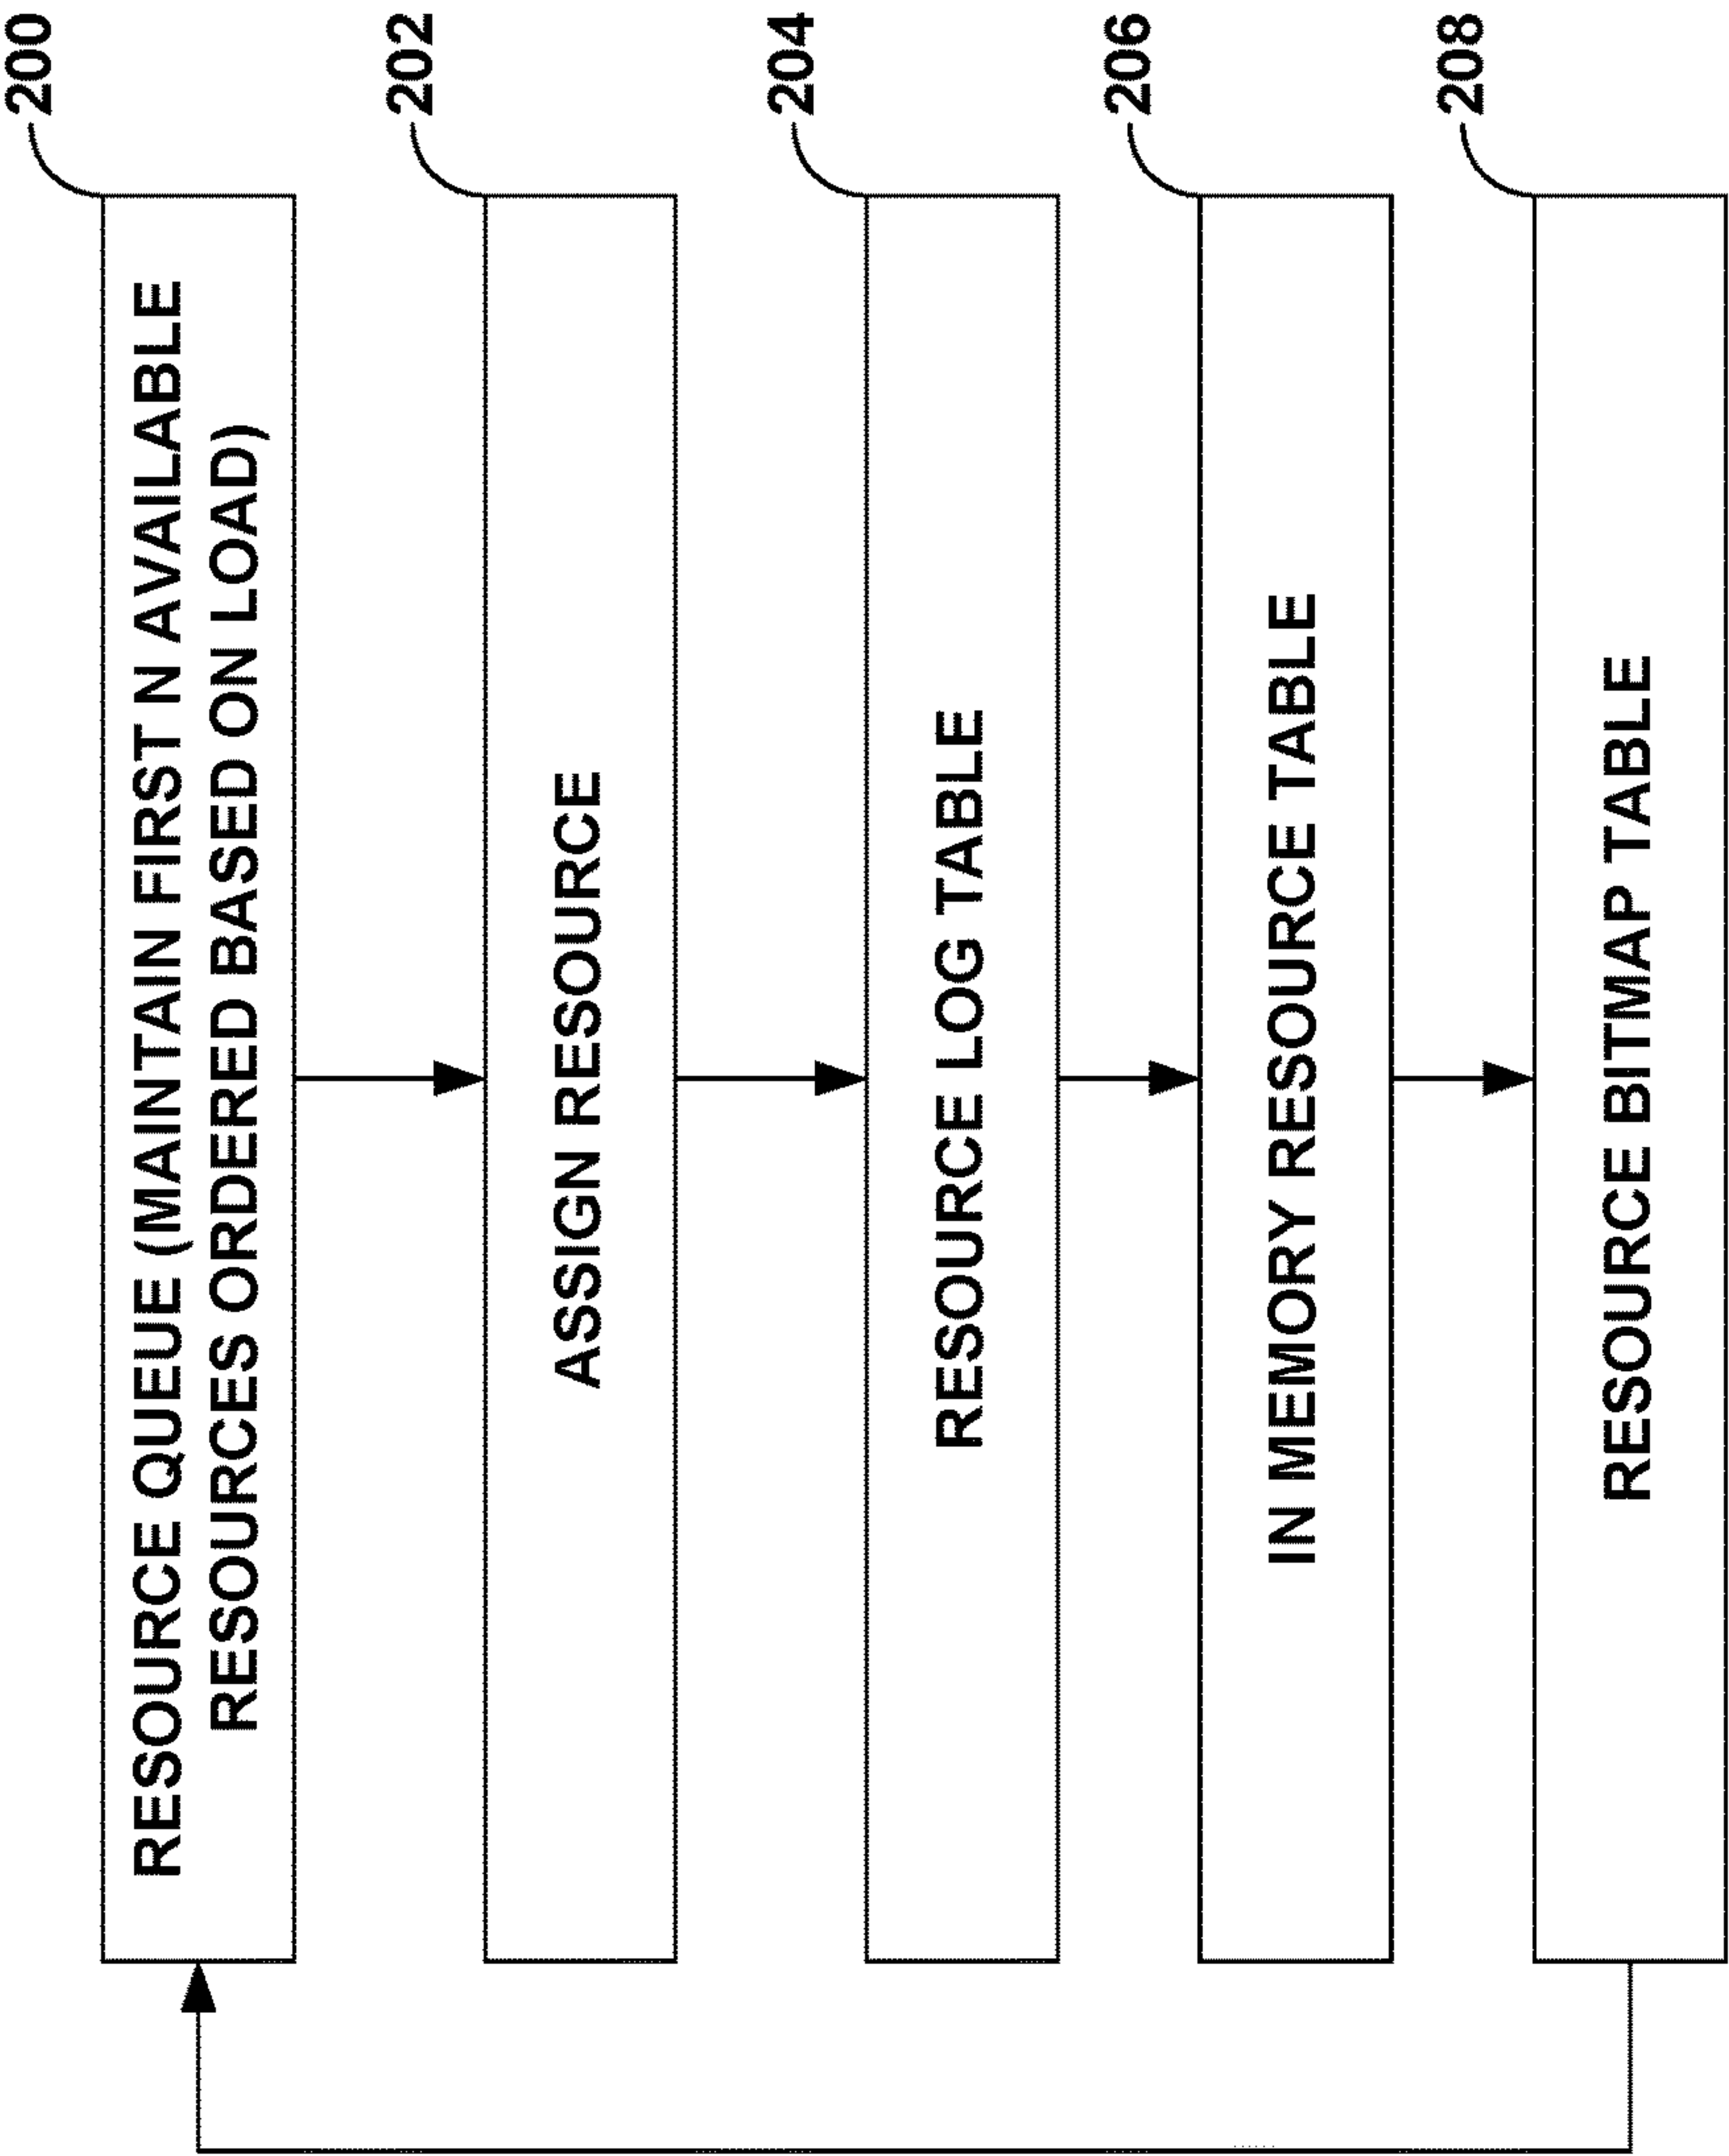 RESOURCE QUEUE (MAINTAIN FIRST N AVAILABLE
RESOURCES ORDERED BASED ON LOAD)
200
ASSIGN RESOURCE
202
RESOURCE LOG TABLE
204
IN MEMORY RESOURCE TABLE
206
RESOURCE BITMAP TABLE
208